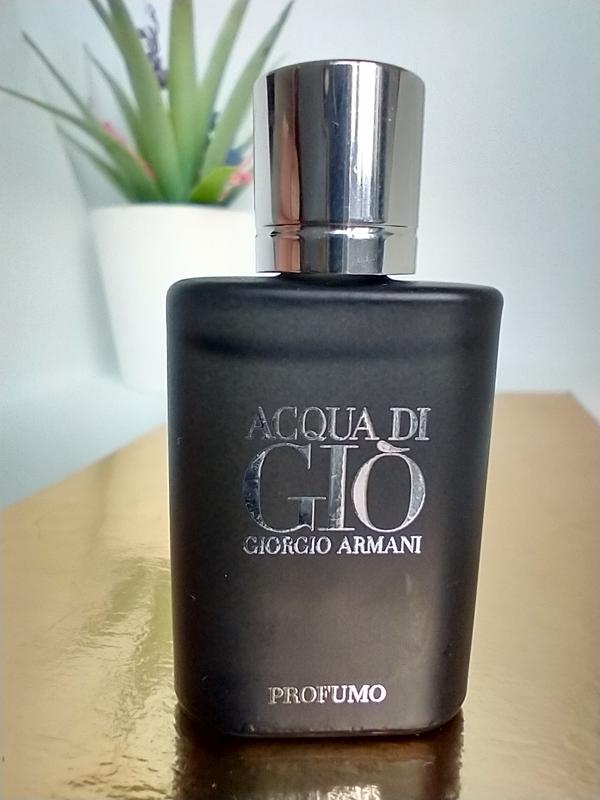 ACQUA DI
GIÒ
GIORGIO ARMANI
PROFUMO